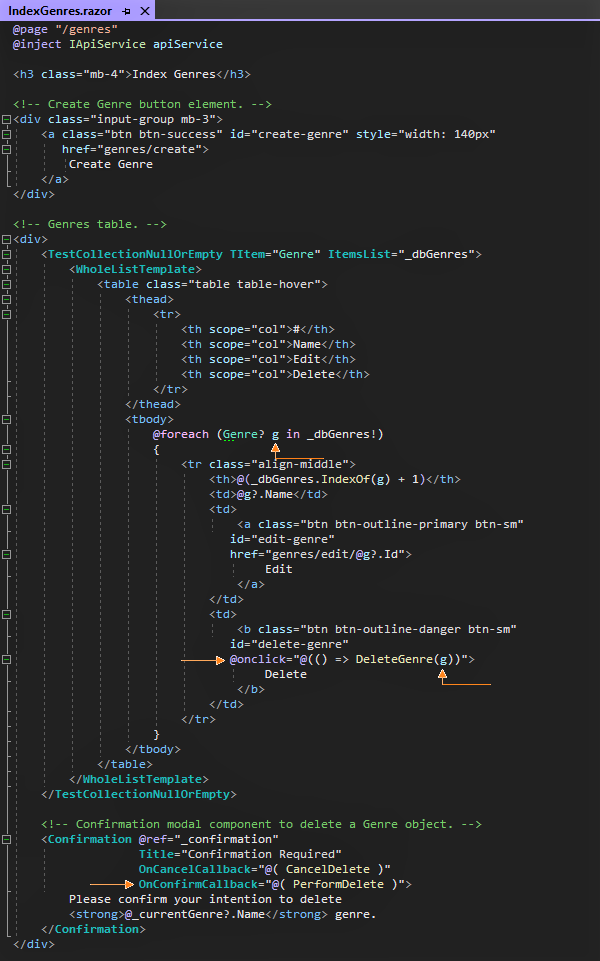 IndexGenres.razor
@page "/genres"
@inject IApiService apiService
<h3 class="mb-4">Index Genres</h3>
<!-- Create Genre button element. -->
<div class="input-group mb-3">
<a class="btn btn-success" id="create-genre" style="width: 140px"
href="genres/create">
Create Genre
</a>
</div>
<!-- Genres table. -->
<div>
<TestCollectionNullOrEmpty TItem="Genre" ItemsList="_dbGenres">
<WholeListTemplate>
<table class="table table-hover">
<thead>
<tr>
<th scope="col">#</th>
<th scope="col">Name</th>
<th scope="col">Edit</th>
<th scope="col">Delete</th>
</tr>
</thead>
<tbody>
@foreach (Genre? g in _dbGenres!)
{
<tr class="align-middle">
<th>@(_dbGenres.IndexOf(g) + 1)</th>
<td>@g?.Name</td>
<td>
<a class="btn btn-outline-primary btn-sm"
id="edit-genre"
href="genres/edit/@g?.Id">
Edit
</a>
</td>
<td>
<b class="btn btn-outline-danger btn-sm"
id="delete-genre"
@onclick="@(() => DeleteGenre(g))">
Delete
</b>
</td>
</tr>
}
</tbody>
</table>
</WholeListTemplate>
</TestCollectionNullOrEmpty>
<!-- Confirmation modal component to delete a Genre object. -->
<Confirmation @ref="_confirmation"
Title="Confirmation Required"
OnCancelCallback="@( CancelDelete )"
OnConfirmCallback="@( PerformDelete )">
Please confirm your intention to delete
<strong>@_currentGenre?.Name</strong> genre.
</Confirmation>
</div>